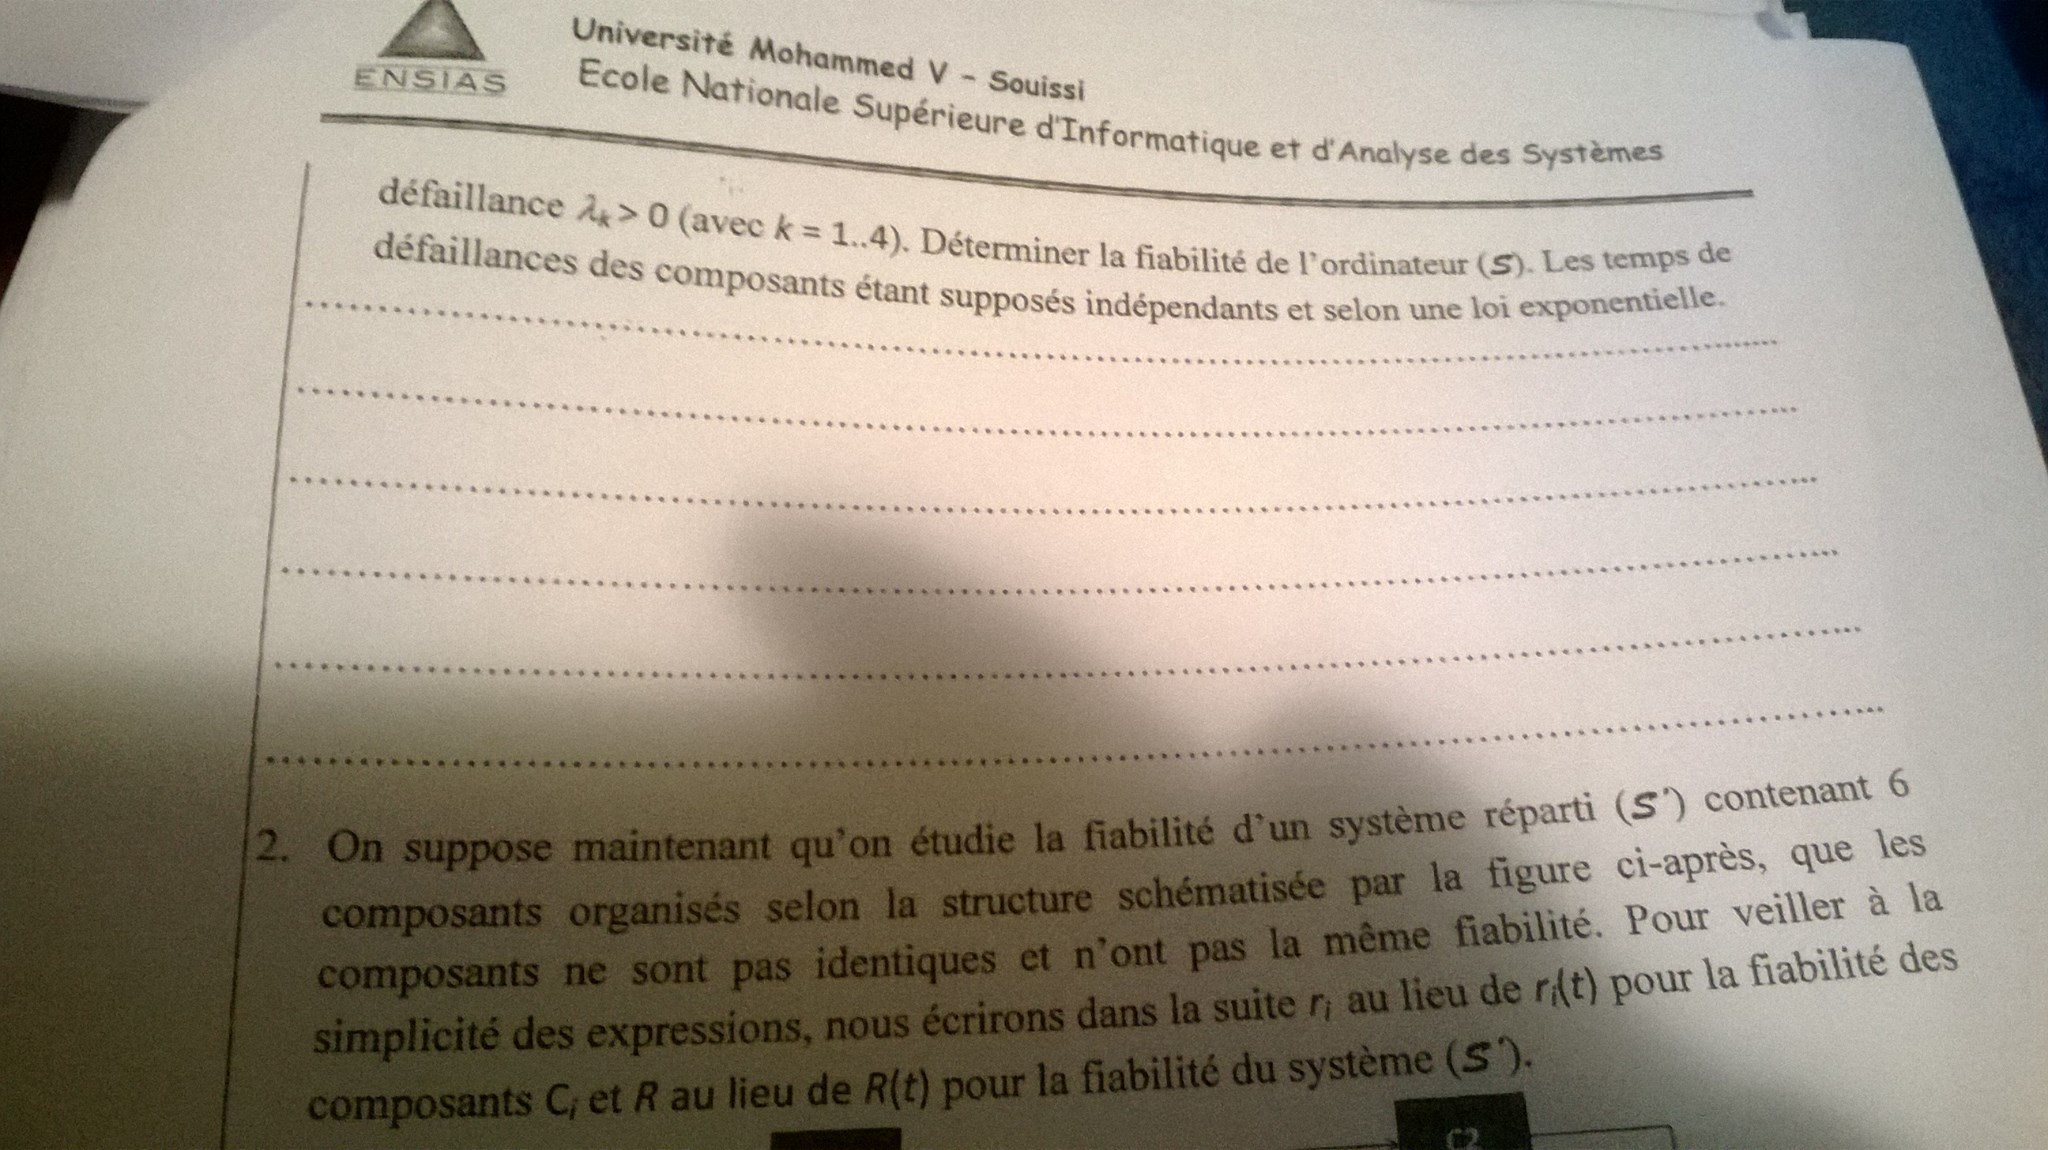 ENSIAS
Université Mohammed V - Souissi
Ecole Nationale Supérieure d'Informatique et d'Analyse des Systèmes
défaillance λk > 0 (avec k = 1..4). Déterminer la fiabilité de l'ordinateur (S). Les temps de
défaillances des composants étant supposés indépendants et selon une loi exponentielle.
2. On suppose maintenant qu'on étudie la fiabilité d'un système réparti (S') contenant 6
composants organisés selon la structure schématisée par la figure ci-après, que les
composants ne sont pas identiques et n'ont pas la même fiabilité. Pour veiller à la
simplicité des expressions, nous écrirons dans la suite ri au lieu de ri(t) pour la fiabilité des
composants Ci et R au lieu de R(t) pour la fiabilité du système (S').
C2